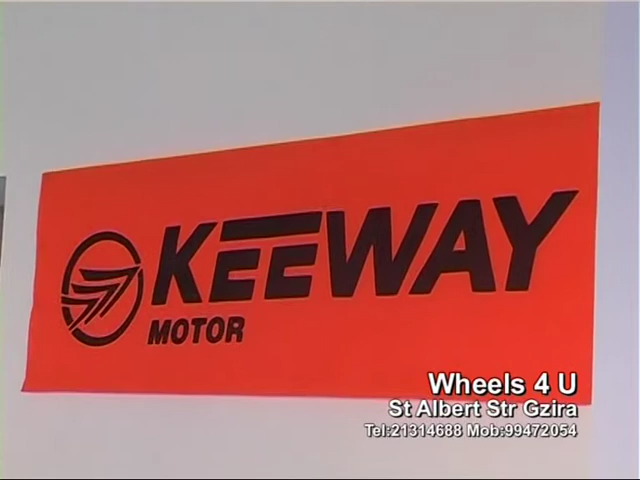 KEEWAY
MOTOR
Wheels 4 U
St Albert Str Gzira
Tel:21314688 Mob:99472054